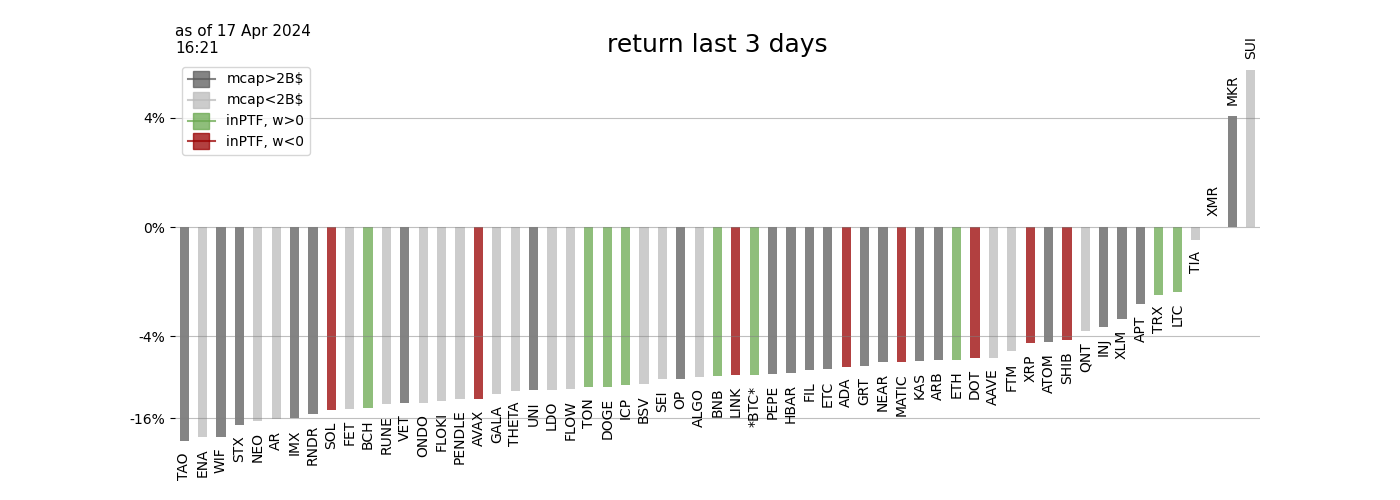 as of 17 Apr 2024
16:21
return last 3 days
mcap>2B$
mcap<2B$
inPTF, w>0
inPTF, w<0
4%
0%
-4%
-16%
TAO
ENA
WIF
STX
NEO
AR
IMX
RNDR
SOL
FET
BCH
RUNE
VET
ONDO
FLOKI
PENDLE
AVAX
GALA
THETA
UNI
LDO
FLOW
TON
DOGE
ICP
BSV
SEI
OP
ALGO
BNB
LINK
*BTC*
PEPE
HBAR
FIL
ETC
ADA
GRT
NEAR
MATIC
KAS
ARB
ETH
DOT
AAVE
FTM
XRP
ATOM
SHIB
QNT
INJ
XLM
APT
TRX
LTC
TIA
XMR
MKR
SUI